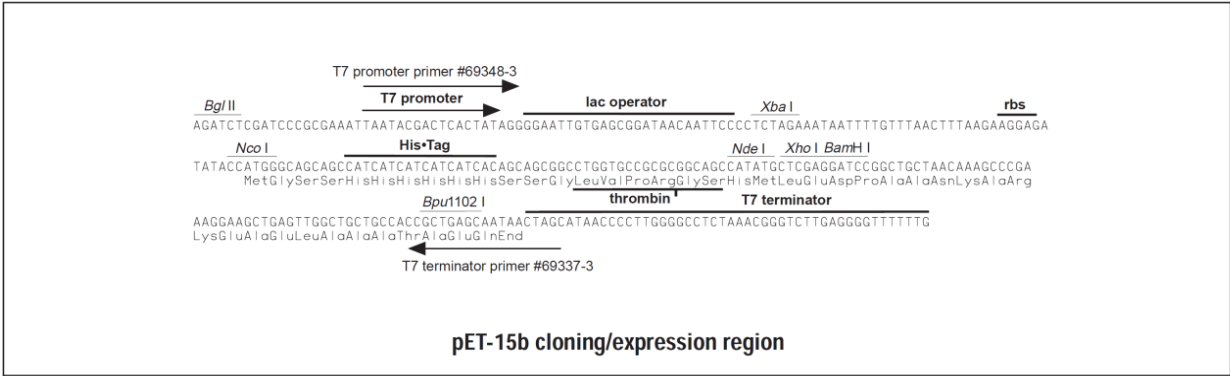 T7 promoter primer #69348-3
Bgl II T7 promoter lac operator Xba I rbs
AGATCTCGATCCCGCGAAATTAATACGACTCACTATAGGGGAATTGTGAGCGGATAACAATTCCCCTCTAGAAATAATTTTGTTTAACTTTAAGAAGGAGA
Nco I His•Tag Nde I Xho I BamH I
TATACCATGGGCAGCAGCCATCATCATCATCATCACAGCAGCGGCCTGGTGCCGCGCGGCAGCCATATGCTCGAGGATCCGGCTGCTAACAAAGCCCGA
MetGlySerSerHisHisHisHisHisHisSerSerGlyLeuValProArgGlySerHisMetLeuGluAspProAlaAlaAsnLysAlaArg
Bpu1102 I thrombin T7 terminator
AAGGAAGCTGAGTTGGCTGCTGCCACCGCTGAGCAATAACTAGCATAACCCCTTGGGGCCTCTAAACGGGTCTTGAGGGGTTTTTTG
LysGluAlaGluLeuAlaAlaAlaThrAlaGluGlnEnd
T7 terminator primer #69337-3
pET-15b cloning/expression region